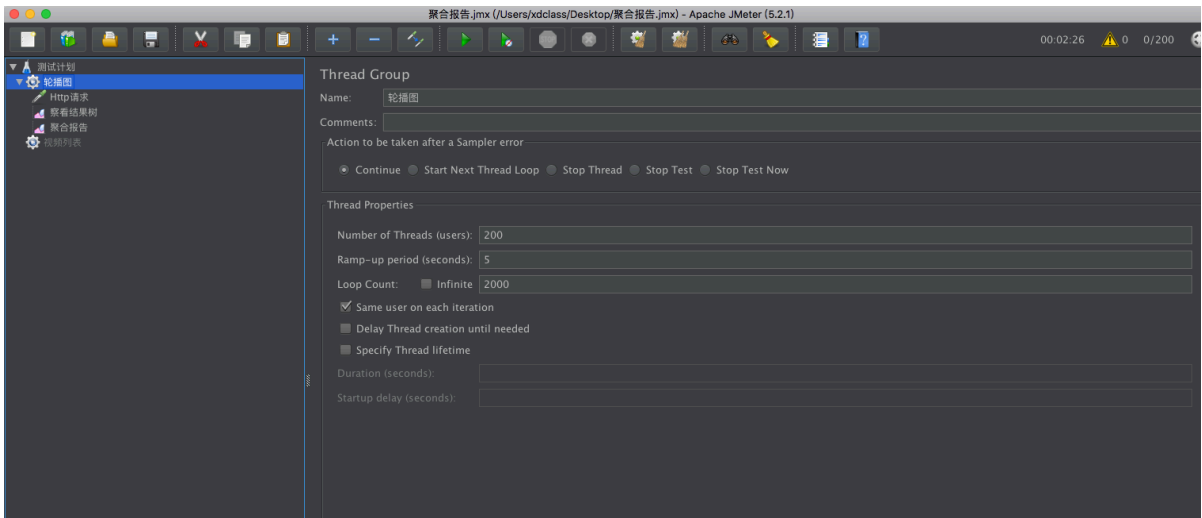 聚合报告.jmx (/Users/xdclass/Desktop/聚合报告.jmx) - Apache JMeter (5.2.1)
00:02:26 0 0/200
测试计划
轮播图
Http请求
察看结果树
聚合报告
视频列表
Thread Group
Name: 轮播图
Comments:
Action to be taken after a Sampler error
Continue Start Next Thread Loop Stop Thread Stop Test Stop Test Now
Thread Properties
Number of Threads (users): 200
Ramp-up period (seconds): 5
Loop Count: Infinite 2000
Same user on each iteration
Delay Thread creation until needed
Specify Thread lifetime
Duration (seconds):
Startup delay (seconds):